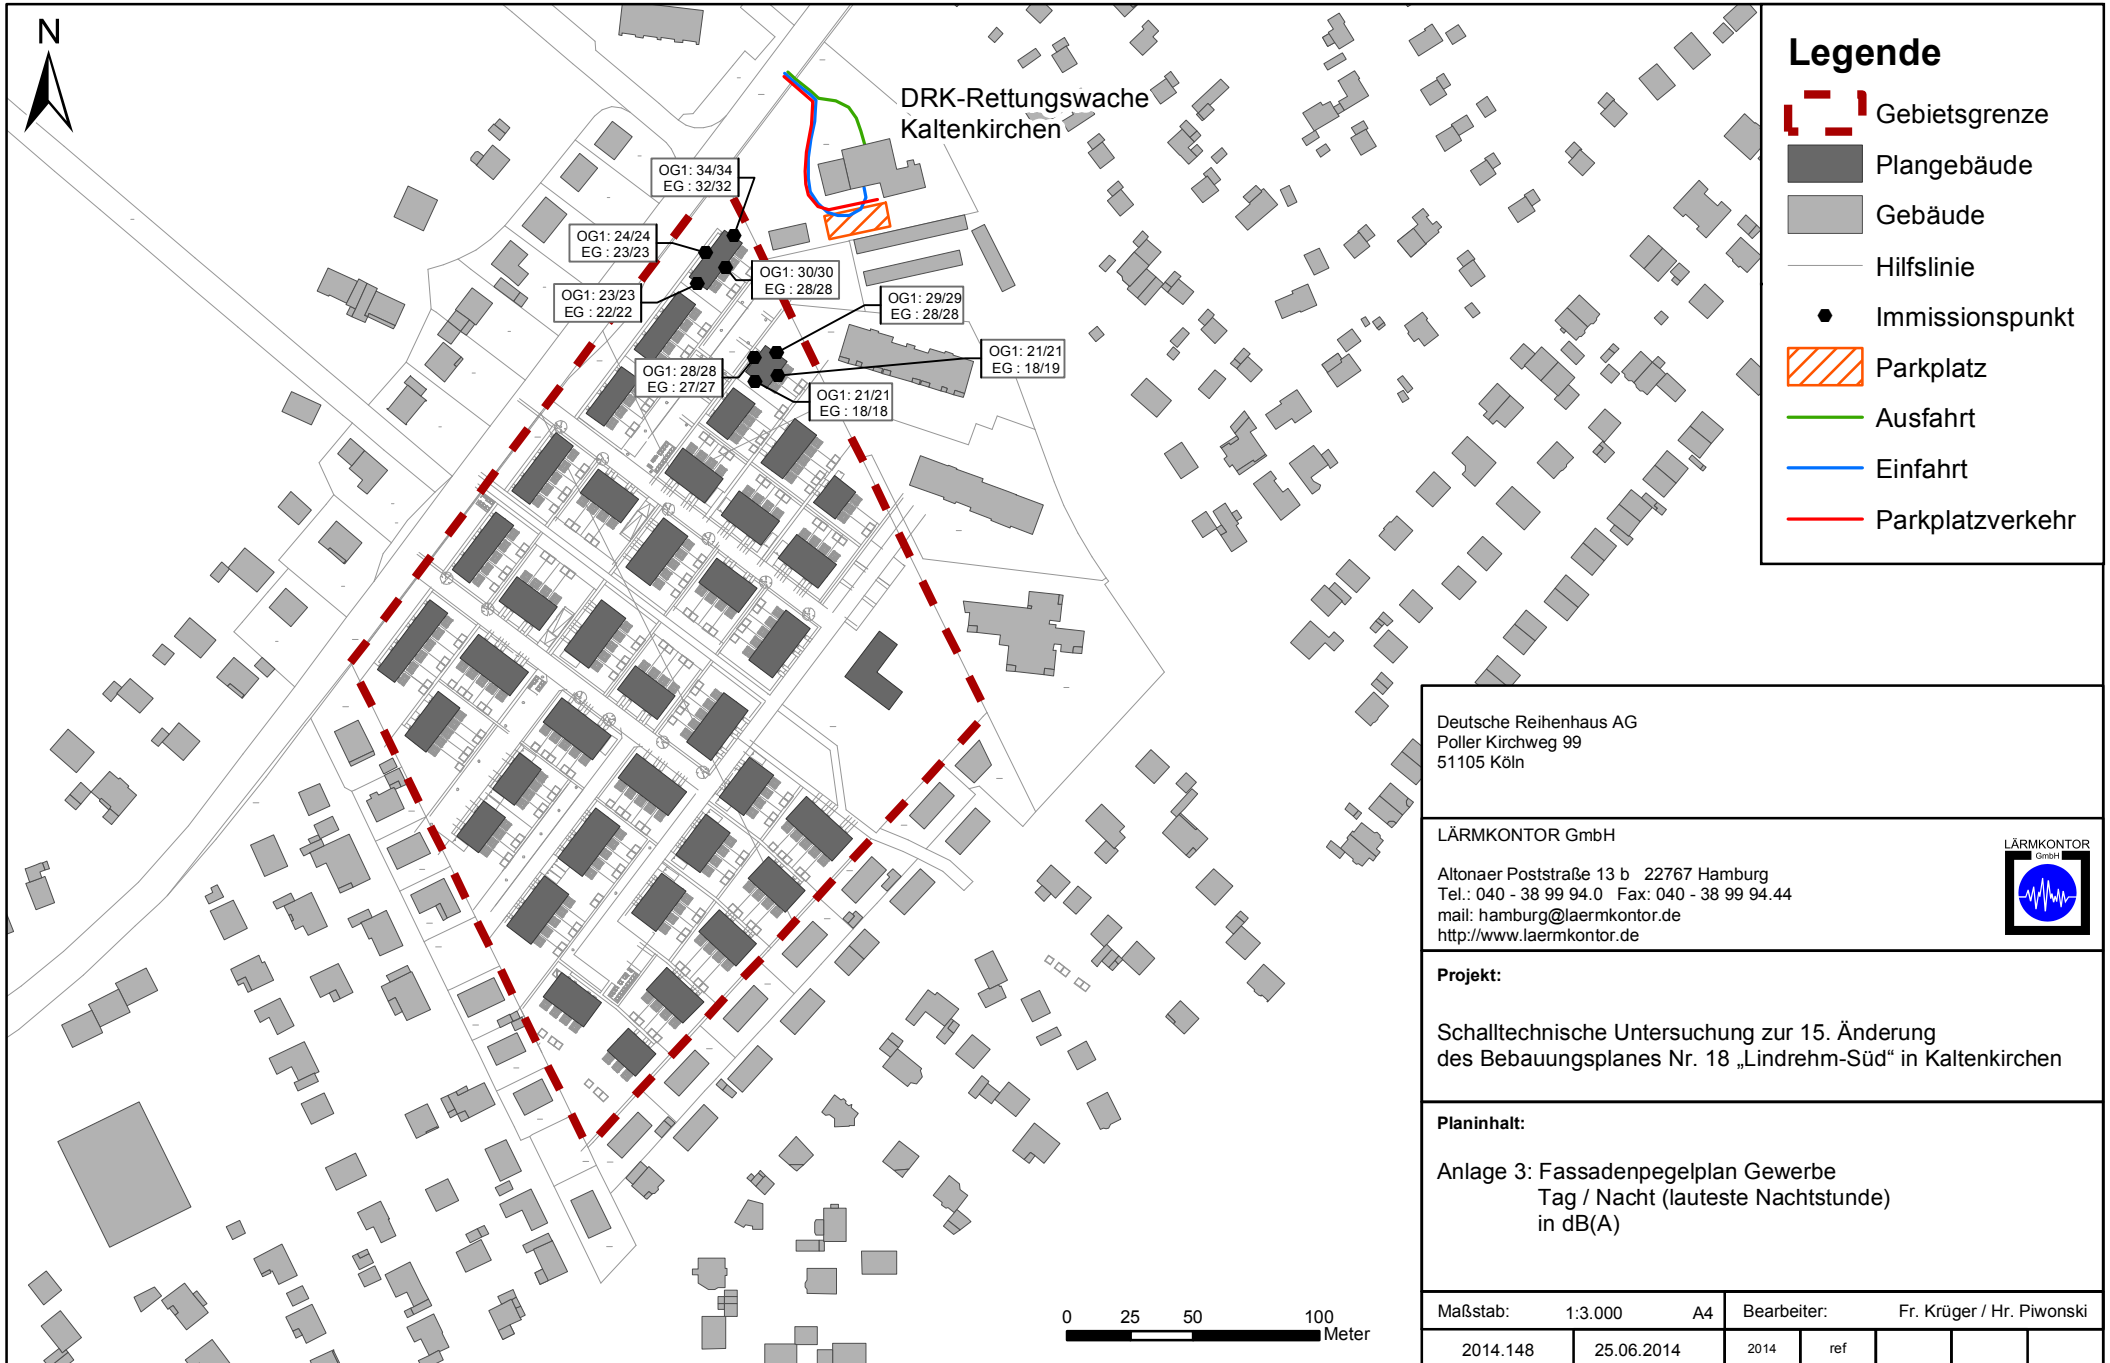 N
DRK-Rettungswache
Kaltenkirchen
OG1: 34/34
EG : 32/32
OG1: 24/24
EG : 23/23
OG1: 30/30
EG : 28/28
OG1: 23/23
EG : 22/22
OG1: 29/29
EG : 28/28
OG1: 21/21
EG : 18/19
OG1: 28/28
EG : 27/27
OG1: 21/21
EG : 18/18
Legende
Gebietsgrenze
Plangebäude
Gebäude
Hilfslinie
Immissionspunkt
Parkplatz
Ausfahrt
Einfahrt
Parkplatzverkehr
Deutsche Reihenhaus AG
Poller Kirchweg 99
51105 Köln
LÄRMKONTOR GmbH
Altonaer Poststraße 13 b 22767 Hamburg
Tel.: 040 - 38 99 94.0 Fax: 040 - 38 99 94.44
mail: hamburg@laermkontor.de
http://www.laermkontor.de
LÄRMKONTOR
GmbH
Projekt:
Schalltechnische Untersuchung zur 15. Änderung
des Bebauungsplanes Nr. 18 „Lindrehm-Süd“ in Kaltenkirchen
Planinhalt:
Anlage 3: Fassadenpegelplan Gewerbe
Tag / Nacht (lauteste Nachtstunde)
in dB(A)
0 25 50 100
Meter
Maßstab: 1:3.000 A4 Bearbeiter: Fr. Krüger / Hr. Piwonski
2014.148 25.06.2014 2014 ref